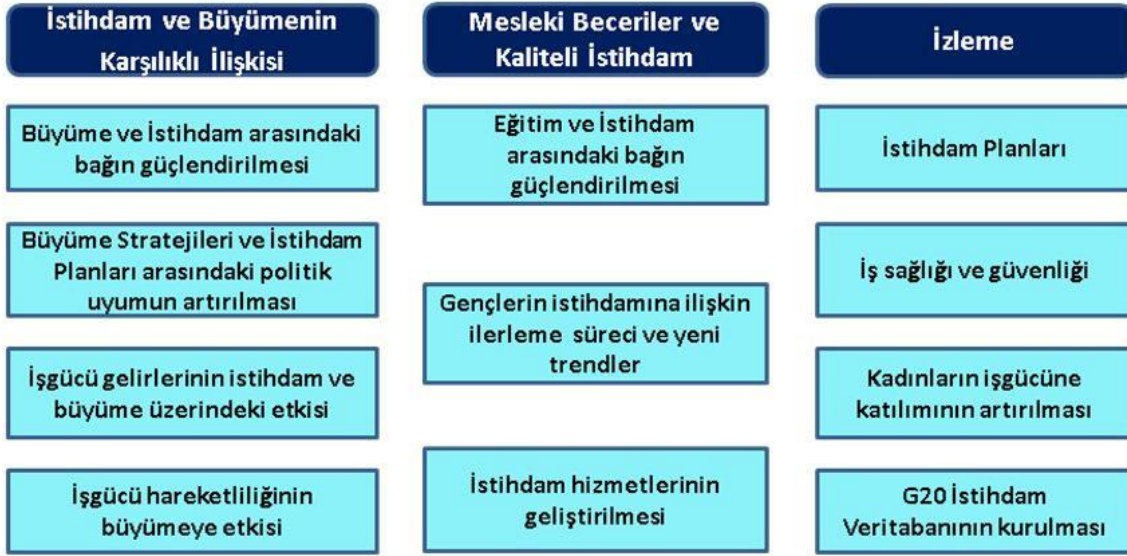 İstihdam ve Büyümenin
Karşılıklı İlişkisi
Büyüme ve İstihdam arasındaki
bağın güçlendirilmesi
Büyüme Stratejileri ve İstihdam
Planları arasındaki politik
uyumun artırılması
İşgücü gelirlerinin istihdam ve
büyüme üzerindeki etkisi
İşgücü hareketliliğinin
büyümeye etkisi
Mesleki Beceriler ve
Kaliteli İstihdam
Eğitim ve İstihdam
arasındaki bağın
güçlendirilmesi
Gençlerin istihdamına ilişkin
ilerleme süreci ve yeni
trendler
İstihdam hizmetlerinin
geliştirilmesi
İzleme
İstihdam Planları
İş sağlığı ve güvenliği
Kadınların işgücüne
katılımının artırılması
G20 İstihdam
Veritabanının kurulması